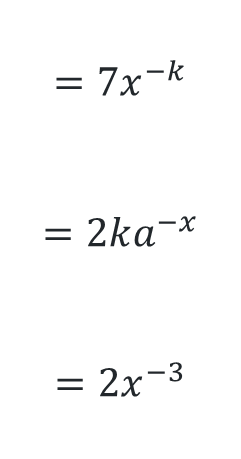 = 7x⁻ᵏ
= 2ka⁻ˣ
= 2x⁻³